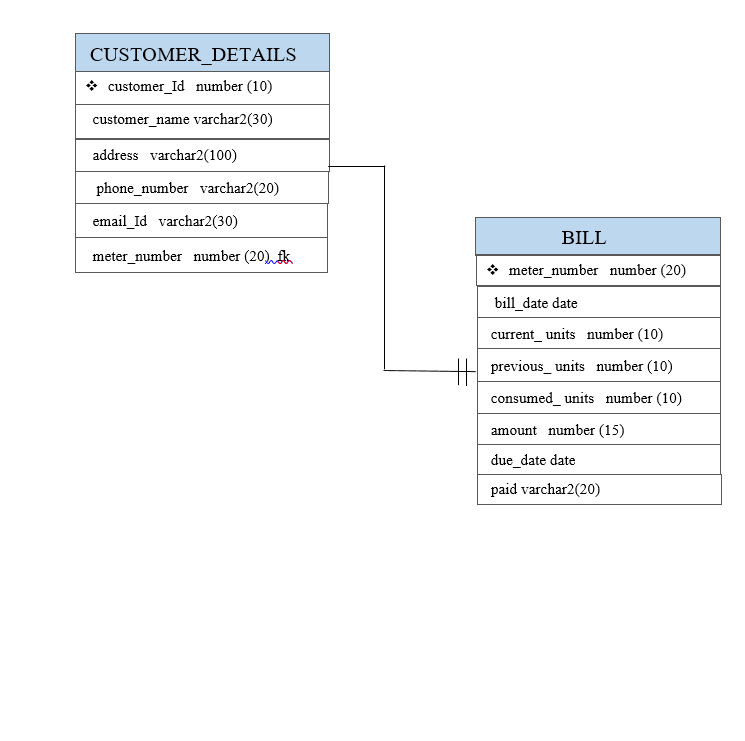 CUSTOMER_DETAILS
❖ customer_Id number (10)
customer_name varchar2(30)
address varchar2(100)
phone_number varchar2(20)
email_Id varchar2(30)
meter_number number (20) fk
BILL
❖ meter_number number (20)
bill_date date
current_ units number (10)
previous_ units number (10)
consumed_ units number (10)
amount number (15)
due_date date
paid varchar2(20)